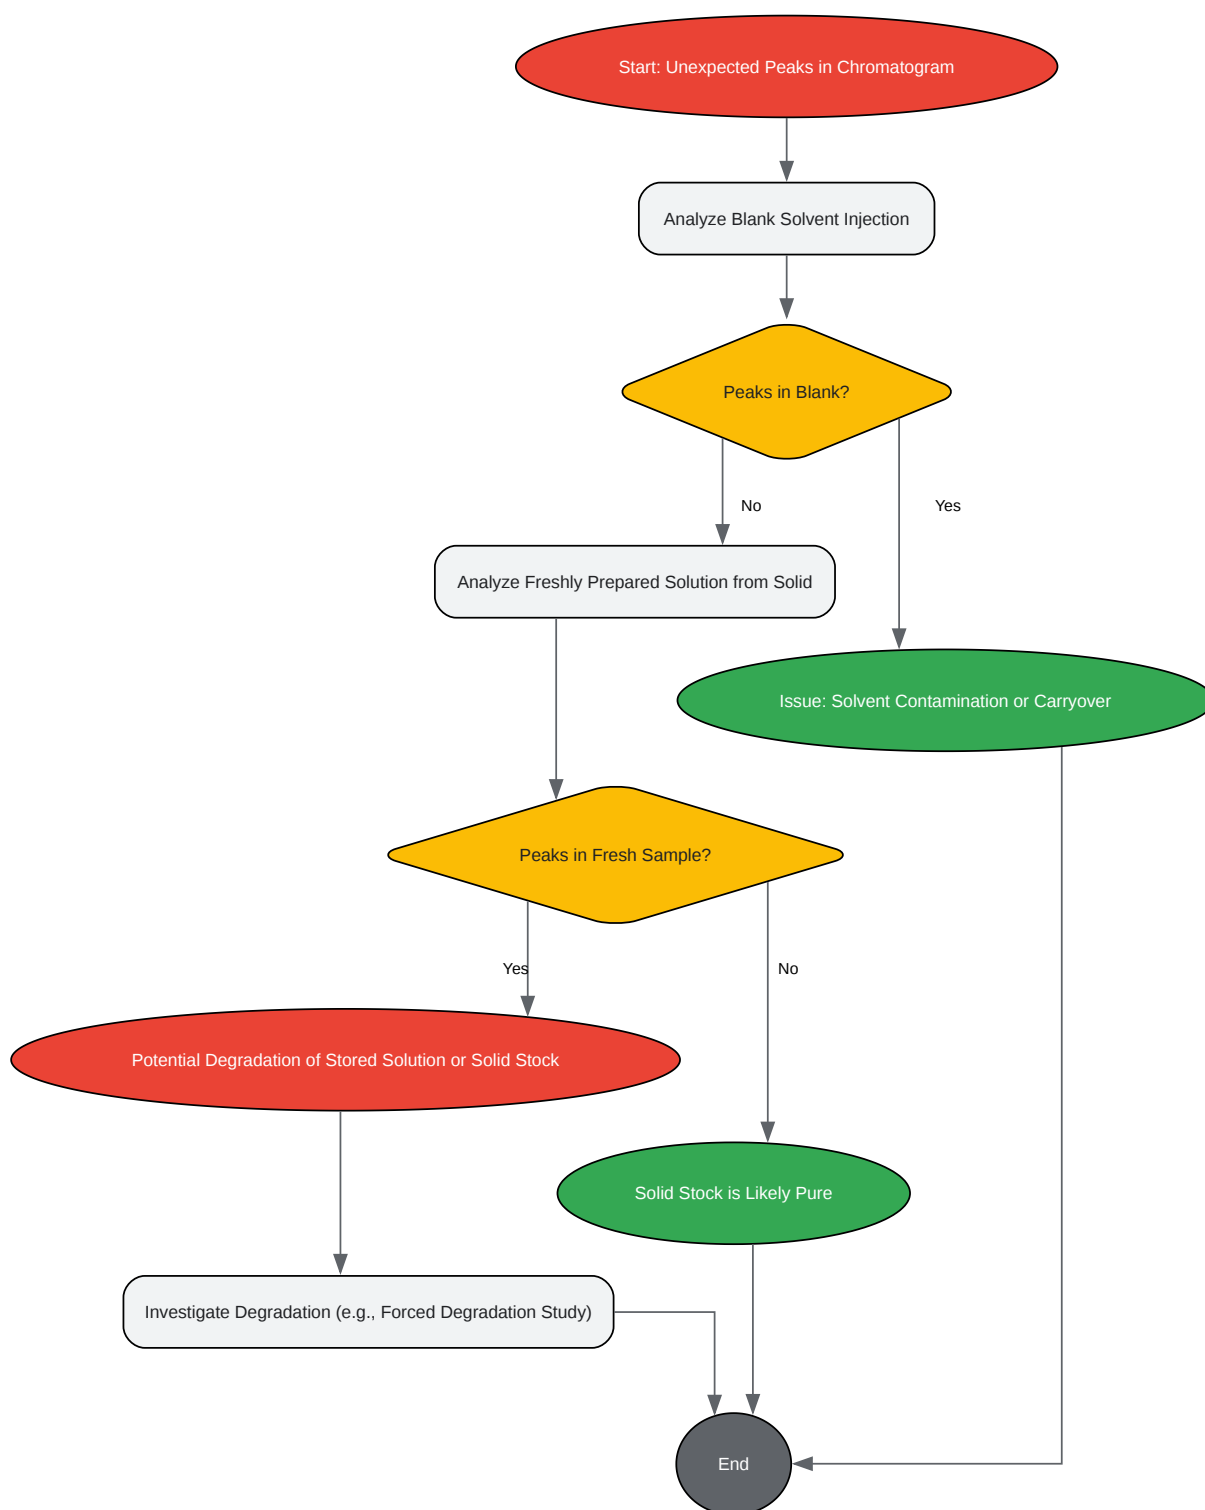 Start: Unexpected Peaks in Chromatogram
Analyze Blank Solvent Injection
Peaks in Blank?
No
Yes
Analyze Freshly Prepared Solution from Solid
Issue: Solvent Contamination or Carryover
Peaks in Fresh Sample?
Yes
No
Potential Degradation of Stored Solution or Solid Stock
Solid Stock is Likely Pure
Investigate Degradation (e.g., Forced Degradation Study)
End